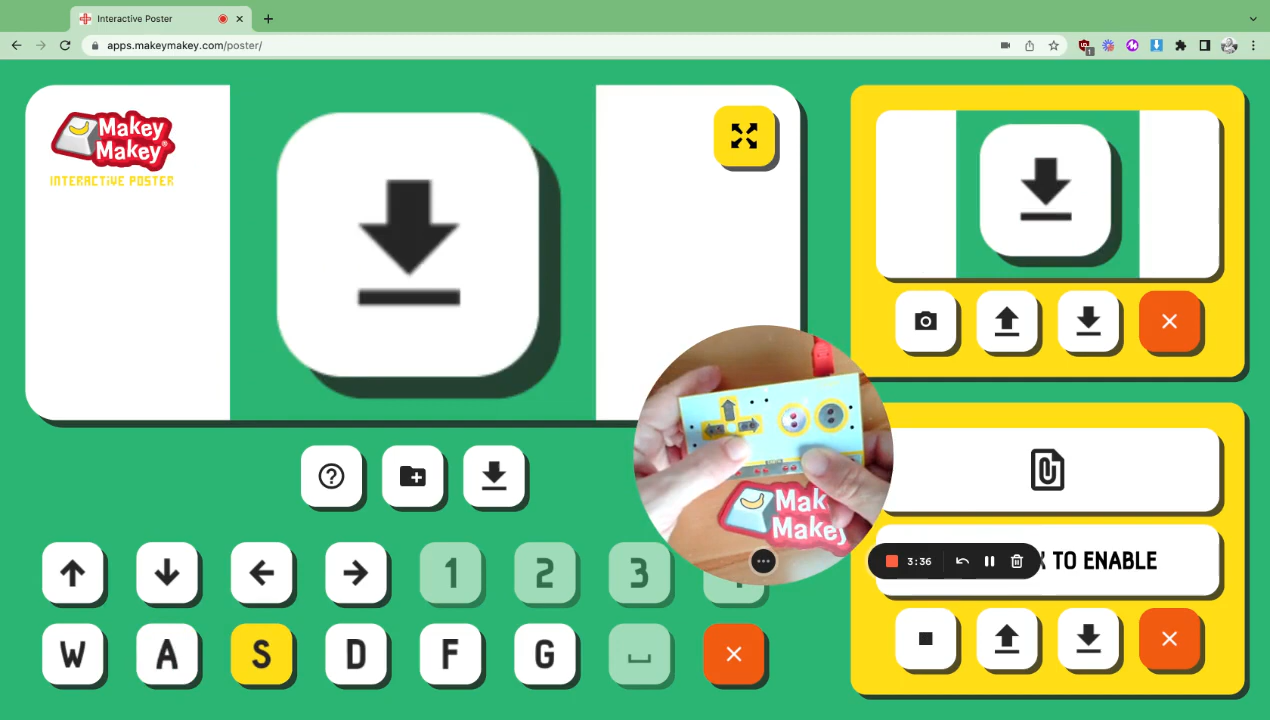 Interactive Poster
apps.makeymakey.com/poster/
1
Makey
Makey®
INTERACTIVE POSTER
Mak
Makey
3:36
TO ENABLE
1 2 3
W A S D F G